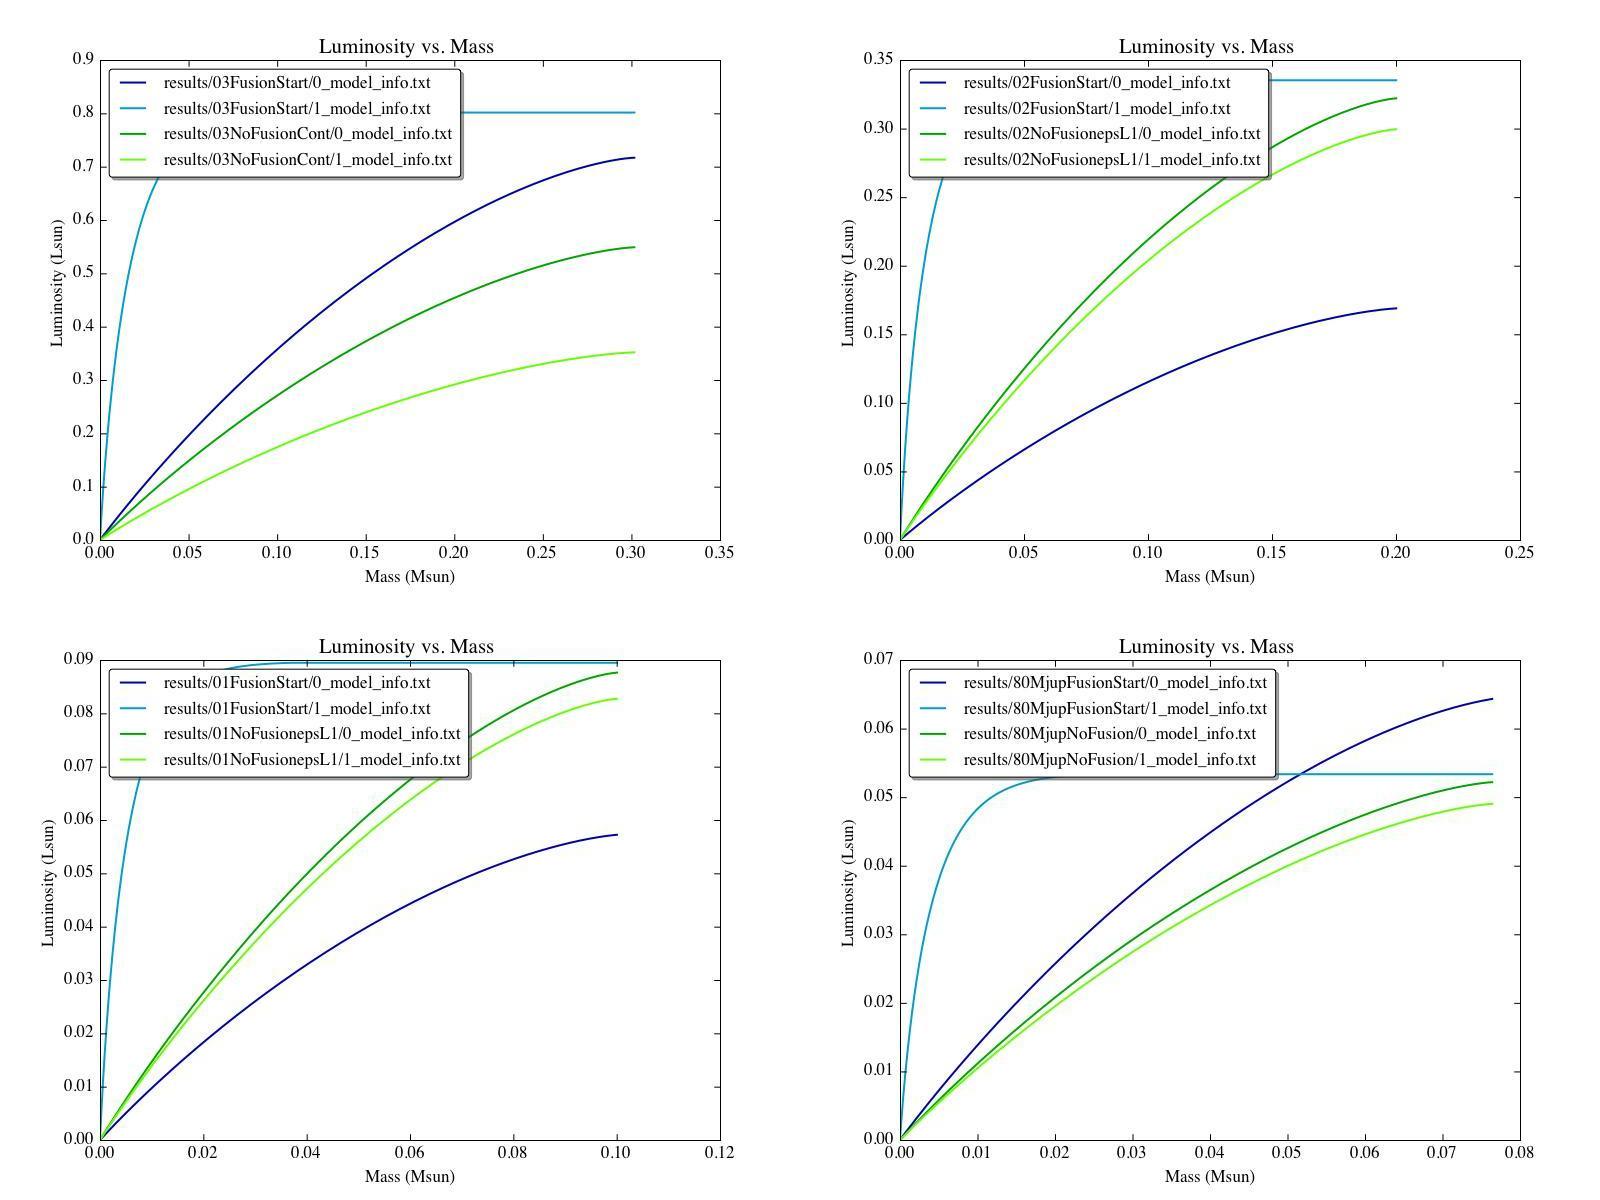 Luminosity vs. Mass
0.9
0.8
0.7
0.6
0.5
0.4
0.3
0.2
0.1
0.0
Luminosity (Lsun)
results/03FusionStart/0_model_info.txt
results/03FusionStart/1_model_info.txt
results/03NoFusionCont/0_model_info.txt
results/03NoFusionCont/1_model_info.txt
0.00 0.05 0.10 0.15 0.20 0.25 0.30 0.35
Mass (Msun)
Luminosity vs. Mass
0.35
0.30
0.25
0.20
0.15
0.10
0.05
0.00
Luminosity (Lsun)
results/02FusionStart/0_model_info.txt
results/02FusionStart/1_model_info.txt
results/02NoFusionepsL1/0_model_info.txt
results/02NoFusionepsL1/1_model_info.txt
0.00 0.05 0.10 0.15 0.20 0.25
Mass (Msun)
Luminosity vs. Mass
0.09
0.08
0.07
0.06
0.05
0.04
0.03
0.02
0.01
0.00
Luminosity (Lsun)
results/01FusionStart/0_model_info.txt
results/01FusionStart/1_model_info.txt
results/01NoFusionepsL1/0_model_info.txt
results/01NoFusionepsL1/1_model_info.txt
0.00 0.02 0.04 0.06 0.08 0.10 0.12
Mass (Msun)
Luminosity vs. Mass
0.07
0.06
0.05
0.04
0.03
0.02
0.01
0.00
Luminosity (Lsun)
results/80MjupFusionStart/0_model_info.txt
results/80MjupFusionStart/1_model_info.txt
results/80MjupNoFusion/0_model_info.txt
results/80MjupNoFusion/1_model_info.txt
0.00 0.01 0.02 0.03 0.04 0.05 0.06 0.07 0.08
Mass (Msun)